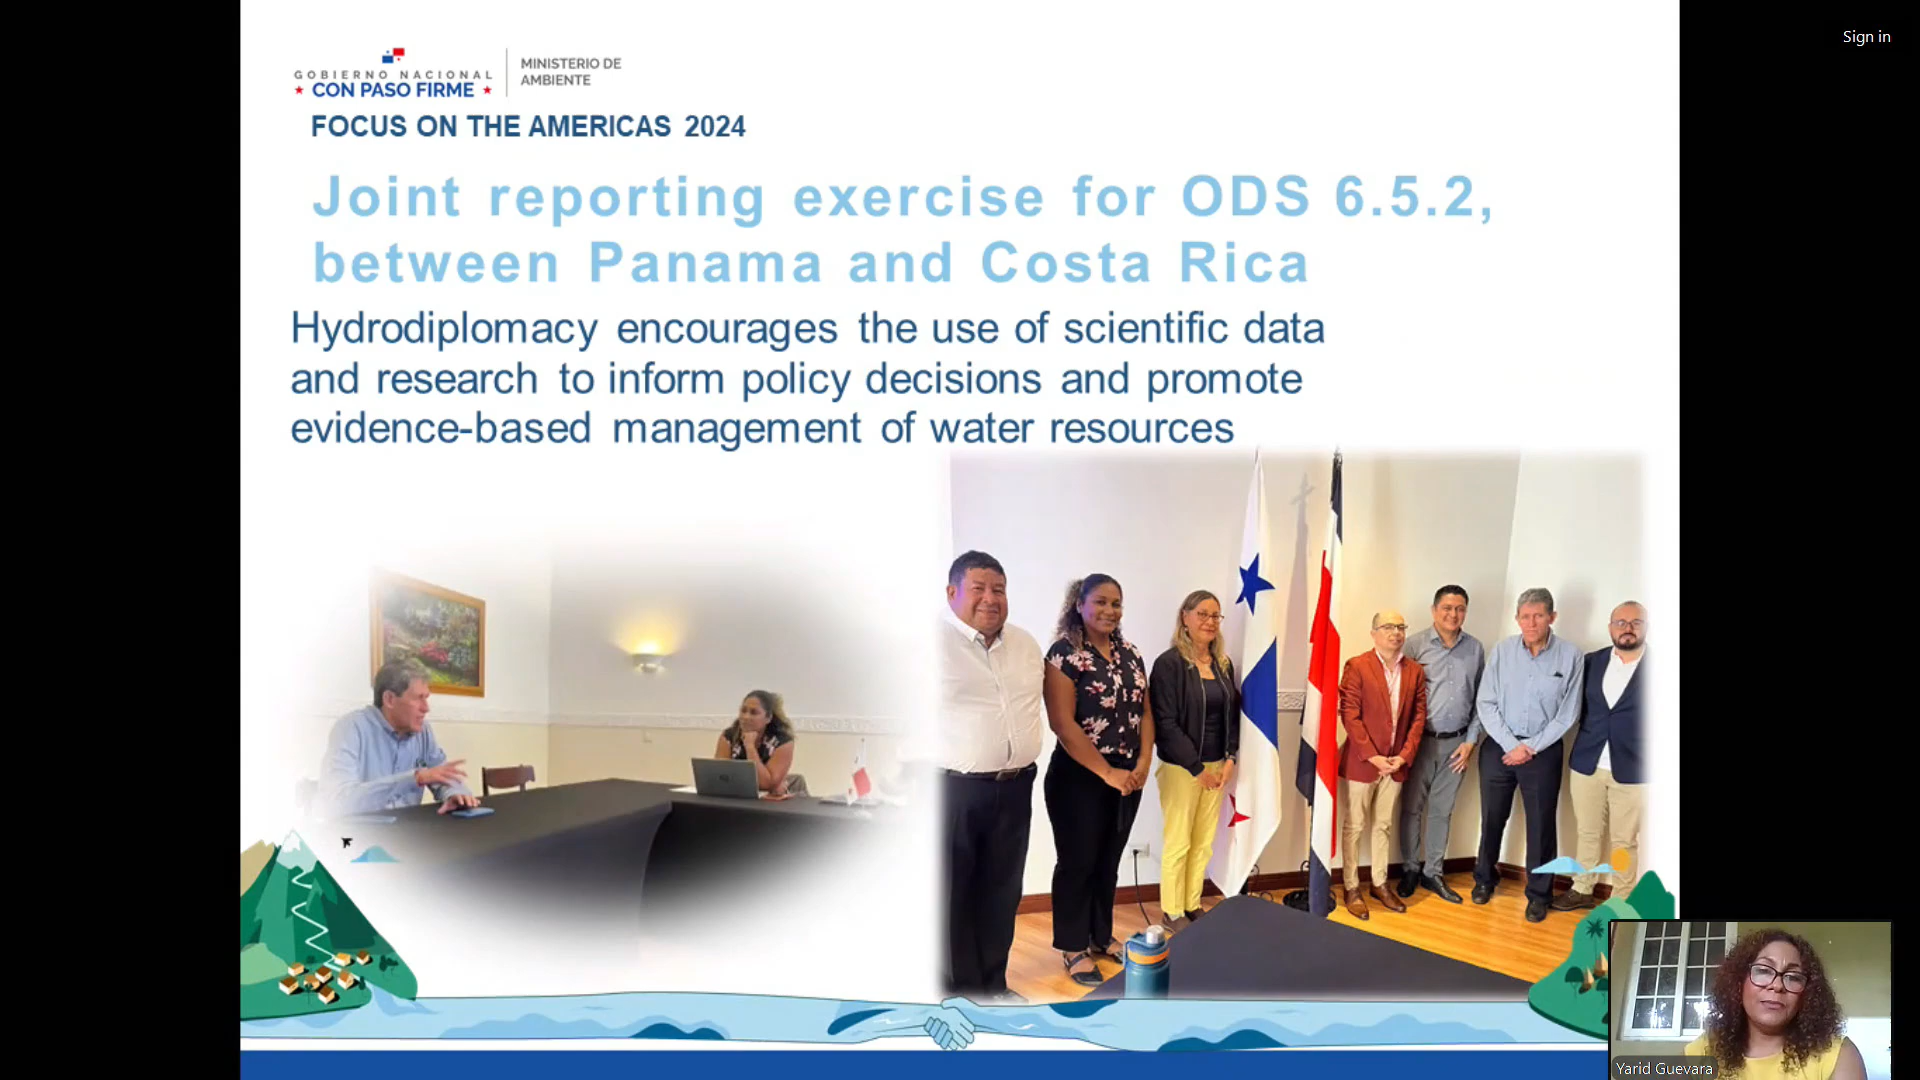 Sign in
GOBIERNO NACIONAL
CON PASO FIRME
MINISTERIO DE
AMBIENTE
FOCUS ON THE AMERICAS 2024
Joint reporting exercise for ODS 6.5.2,
between Panama and Costa Rica
Hydrodiplomacy encourages the use of scientific data
and research to inform policy decisions and promote
evidence-based management of water resources
Yarid Guevara